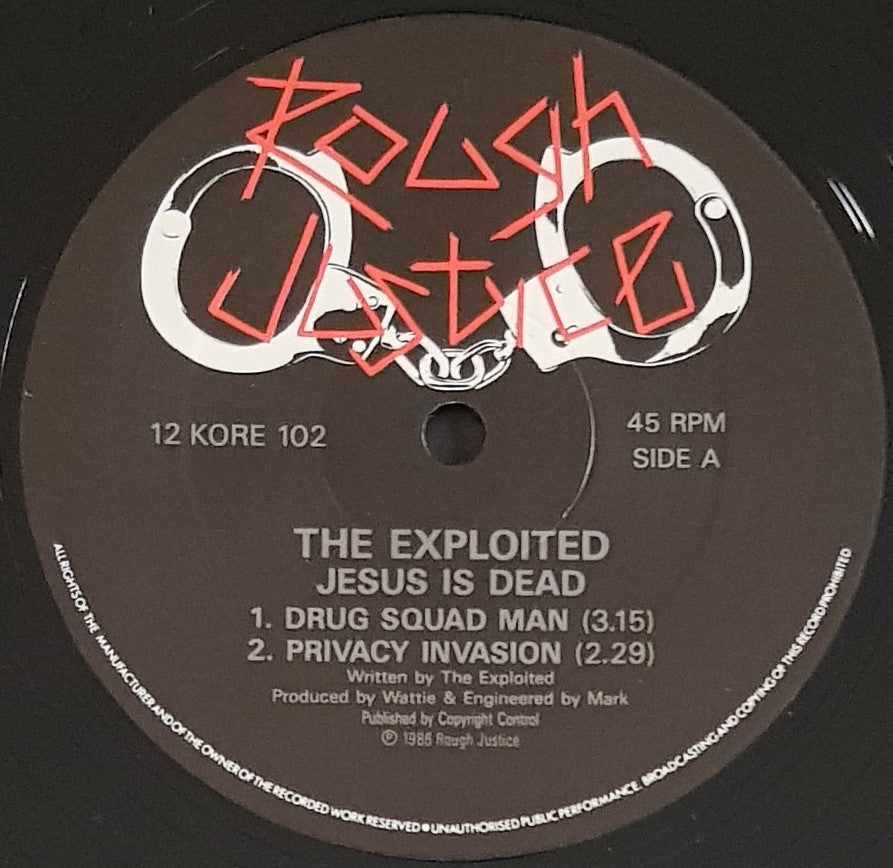 Rough
Justice
12 KORE 102
45 RPM
SIDE A
THE EXPLOITED
JESUS IS DEAD
1. DRUG SQUAD MAN (3.15)
2. PRIVACY INVASION (2.29)
Written by The Exploited
Produced by Wattie & Engineered by Mark
Published by Copyright Control
℗ 1986 Rough Justice
ALL RIGHTS OF THE MANUFACTURER AND OF THE OWNER OF THE RECORDED WORK RESERVED ● UNAUTHORISED PUBLIC PERFORMANCE, BROADCASTING AND COPYING OF THIS RECORD PROHIBITED